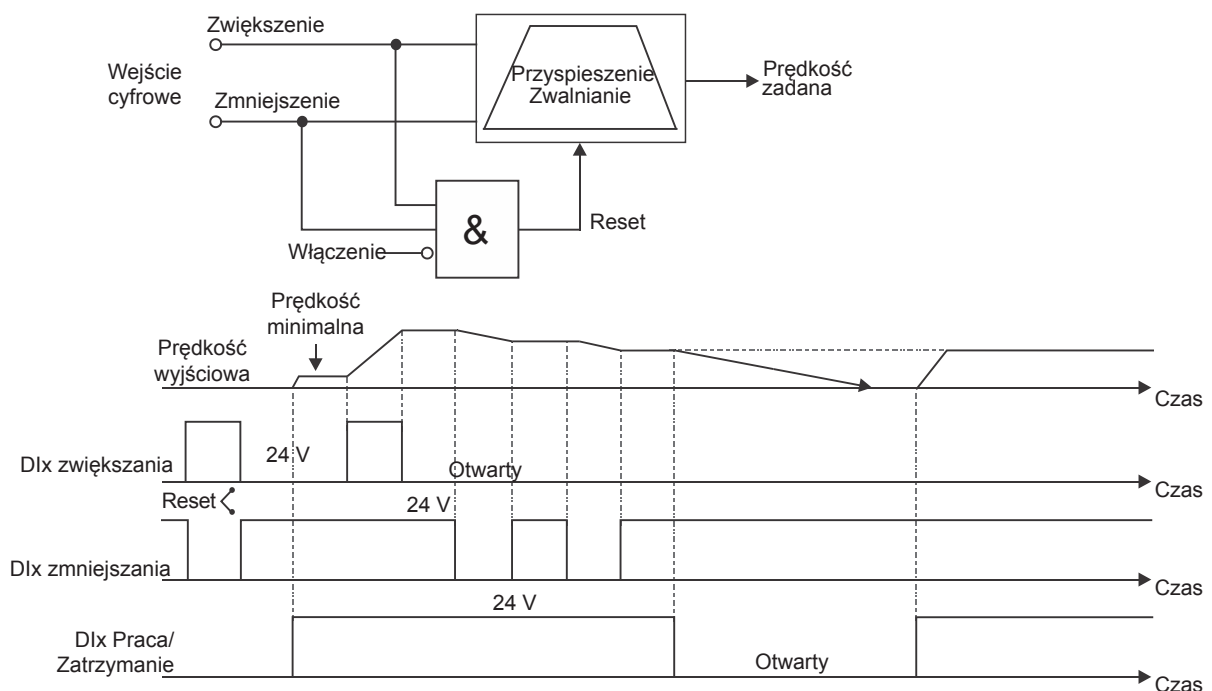 Zwiększenie
Wejście
cyfrowe
Zmniejszenie
Przyspieszenie
Zwalnianie
Prędkość
zadana
&
Reset
Włączenie
Prędkość
minimalna
Prędkość
wyjściowa
Czas
DIx zwiększania
24 V
Otwarty
Czas
Reset
24 V
DIx zmniejszania
Czas
24 V
DIx Praca/
Zatrzymanie
Otwarty
Czas